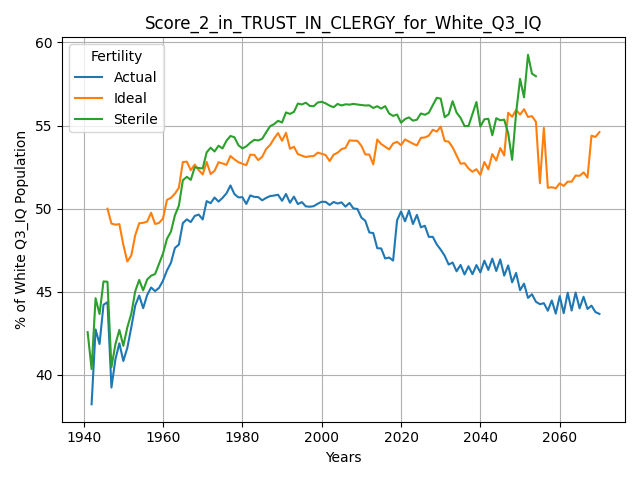 Score_2_in_TRUST_IN_CLERGY_for_White_Q3_IQ
Fertility
Actual
Ideal
Sterile
% of White Q3_IQ Population
60
55
50
45
40
1940 1960 1980 2000 2020 2040 2060
Years